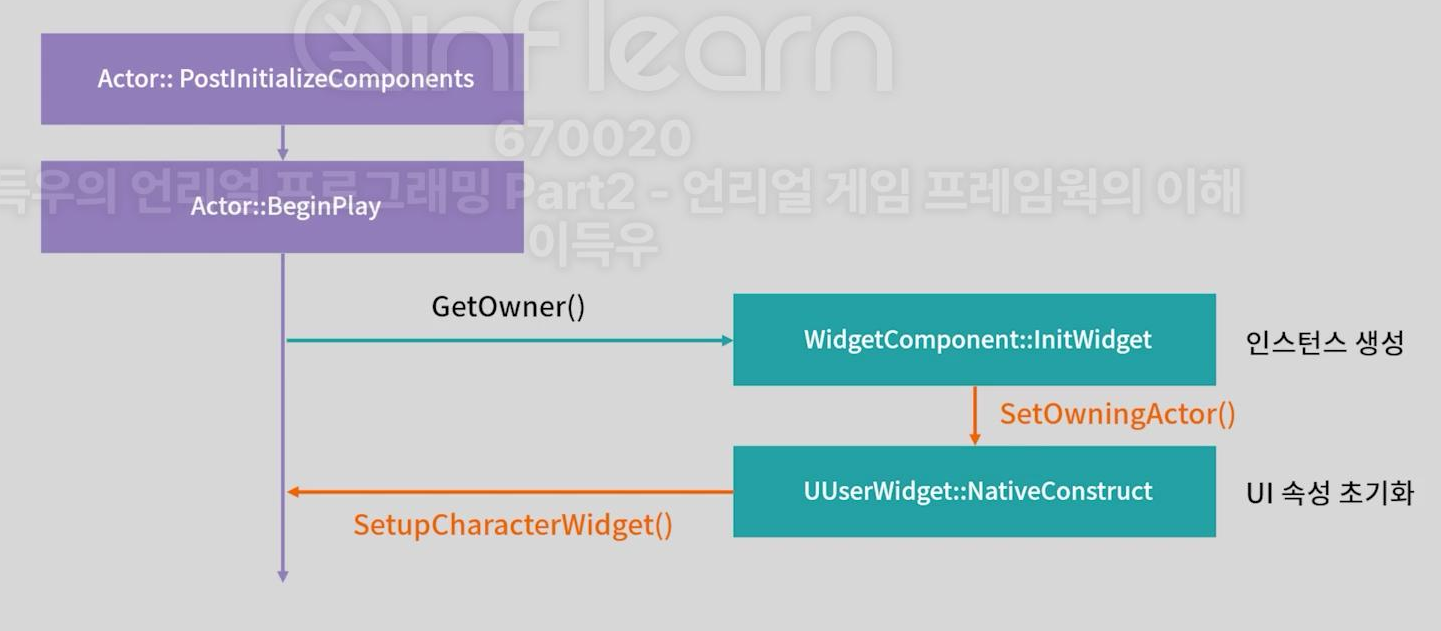 inflearn
Actor:: PostInitializeComponents
670020
득우의 언리얼 프로그래밍 Part2 - 언리얼 게임 프레임웍의 이해
Actor::BeginPlay
이득우
GetOwner()
WidgetComponent::InitWidget
인스턴스 생성
SetOwningActor()
UUserWidget::NativeConstruct
UI 속성 초기화
SetupCharacterWidget()